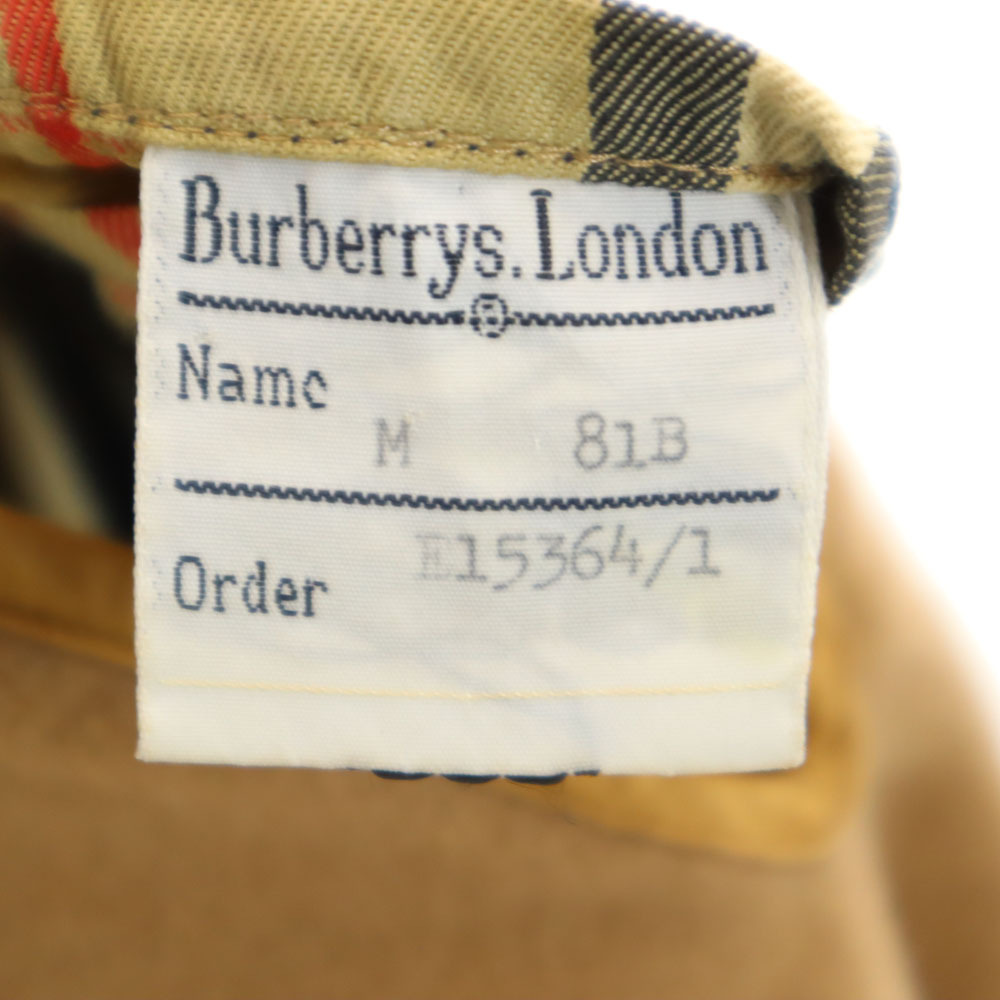 Burberrys. London
®
Name
M 81B
Order E15364/1